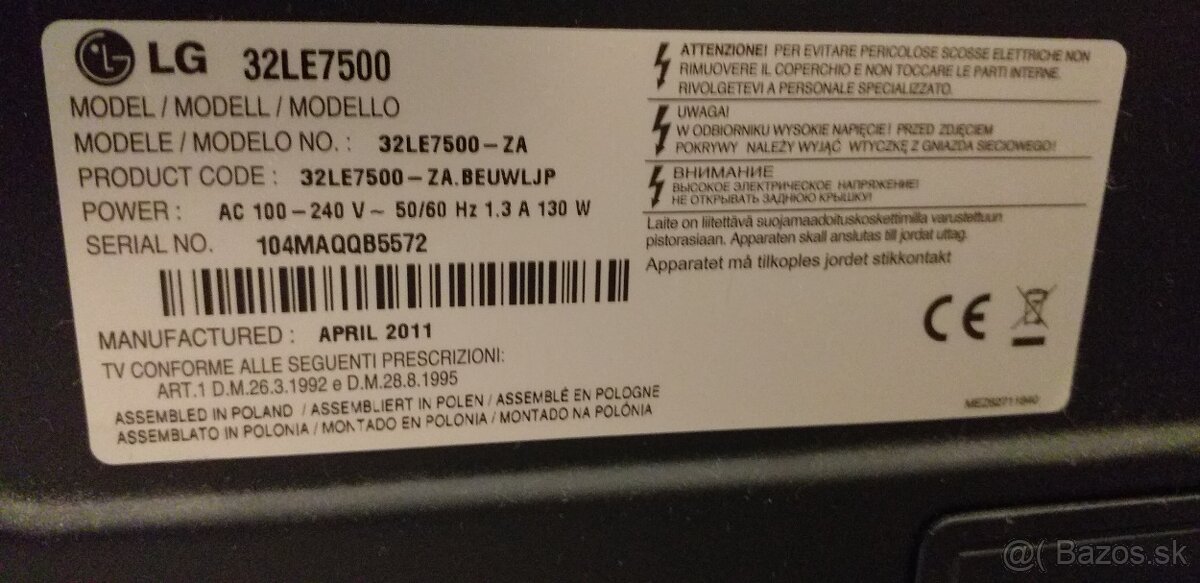 LG 32LE7500
MODEL / MODELL / MODELLO
MODELE / MODELO NO. : 32LE7500-ZA
PRODUCT CODE : 32LE7500-ZA.BEUWLJP
POWER : AC 100-240 V~ 50/60 Hz 1.3 A 130 W
SERIAL NO. 104MAQQB5572
MANUFACTURED : APRIL 2011
TV CONFORME ALLE SEGUENTI PRESCRIZIONI:
ART.1 D.M.26.3.1992 e D.M.28.8.1995
ASSEMBLED IN POLAND / ASSEMBLIERT IN POLEN / ASSEMBLÉ EN POLOGNE
ASSEMBLATO IN POLONIA / MONTADO EN POLONIA / MONTADO NA POLÓNIA
ATTENZIONE! PER EVITARE PERICOLOSE SCOSSE ELETTRICHE NON
RIMUOVERE IL COPERCHIO E NON TOCCARE LE PARTI INTERNE.
RIVOLGETEVI A PERSONALE SPECIALIZZATO.
UWAGA!
W ODBIORNIKU WYSOKIE NAPIĘCIE! PRZED ZDJĘCIEM
POKRYWY NALEŻY WYJĄĆ WTYCZKĘ Z GNIAZDA SIECIOWEGO!
ВНИМАНИЕ
ВЫСОКОЕ ЭЛЕКТРИЧЕСКОЕ НАПРЯЖЕНИЕ!
НЕ ОТКРЫВАТЬ ЗАДНЮЮ КРЫШКУ!
Laite on liitettävä suojamaadoituskoskettimilla varustettuun
pistorasiaan. Apparaten skall anslutas till jordat uttag.
Apparatet må tilkoples jordet stikkontakt
CE
@( Bazos.sk